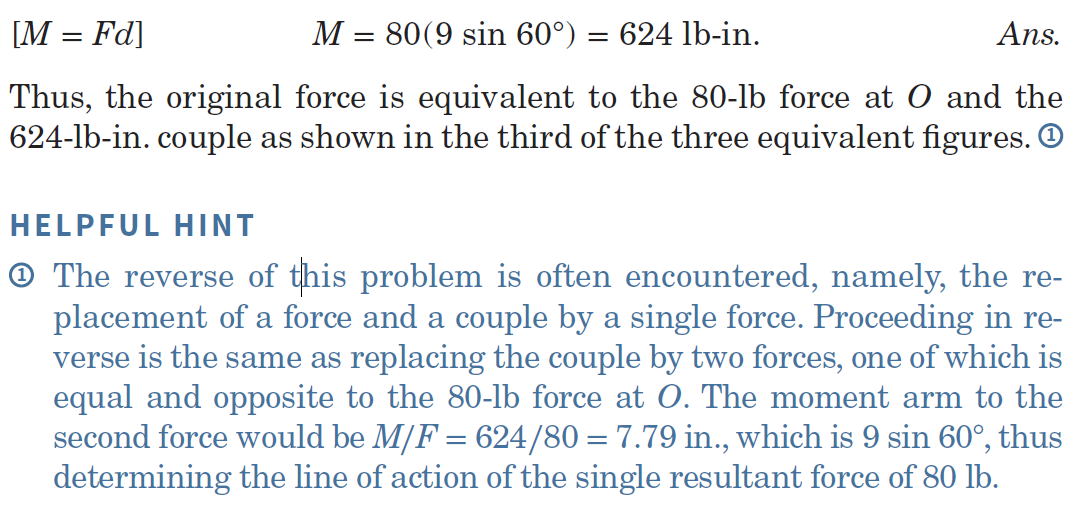 [M = Fd] M = 80(9 sin 60°) = 624 lb-in. Ans.
Thus, the original force is equivalent to the 80-lb force at O and the
624-lb-in. couple as shown in the third of the three equivalent figures. ①
HELPFUL HINT
① The reverse of this problem is often encountered, namely, the re-
placement of a force and a couple by a single force. Proceeding in re-
verse is the same as replacing the couple by two forces, one of which is
equal and opposite to the 80-lb force at O. The moment arm to the
second force would be M/F = 624/80 = 7.79 in., which is 9 sin 60°, thus
determining the line of action of the single resultant force of 80 lb.